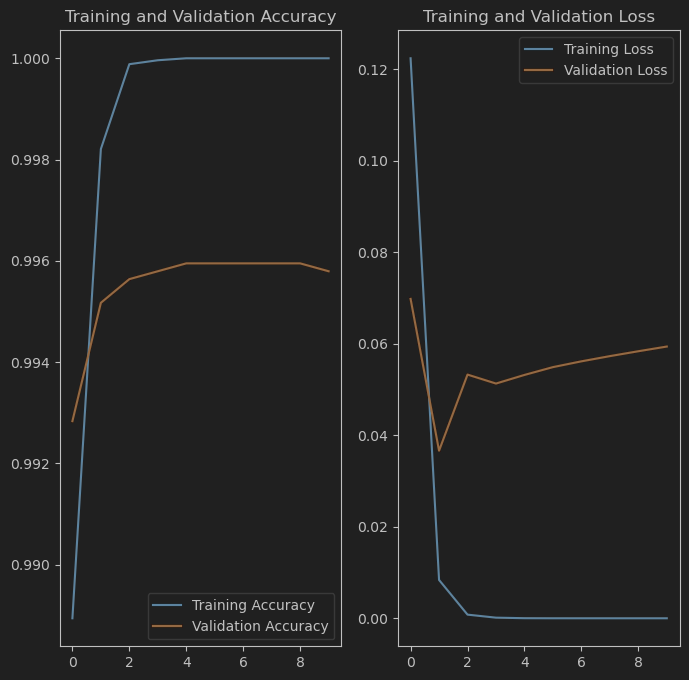 Training and Validation Accuracy
1.000
0.998
0.996
0.994
0.992
0.990
0 2 4 6 8
Training Accuracy
Validation Accuracy
Training and Validation Loss
0.12
0.10
0.08
0.06
0.04
0.02
0.00
0 2 4 6 8
Training Loss
Validation Loss